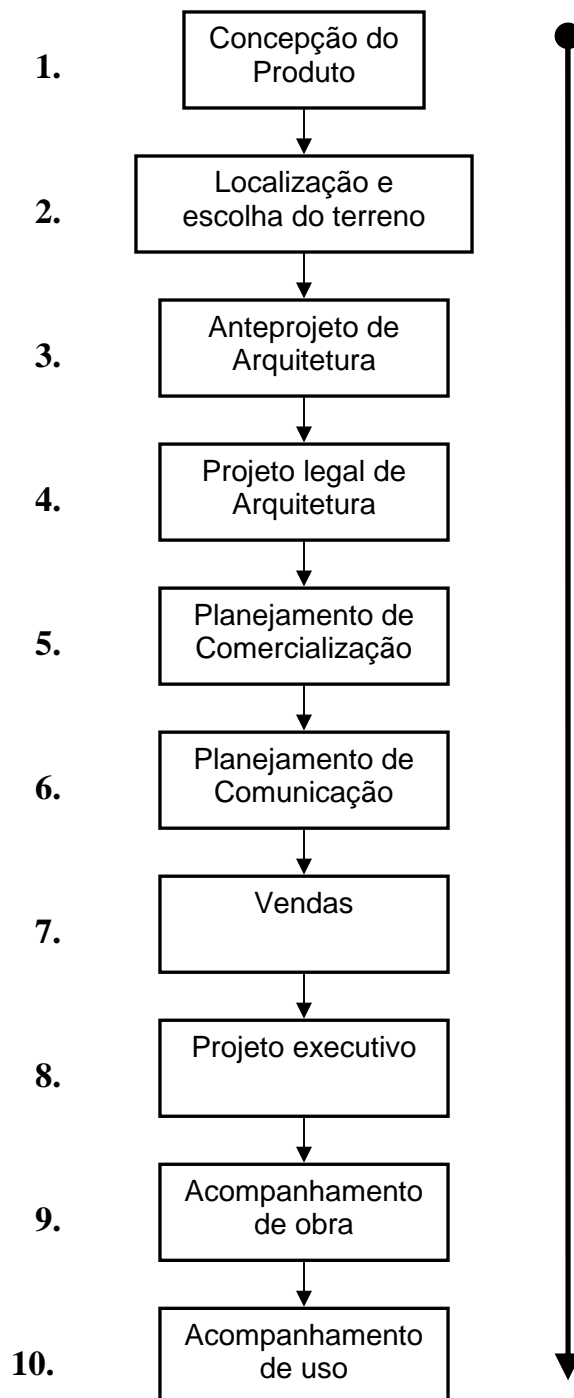 1.
Concepção do
Produto
2.
Localização e
escolha do terreno
3.
Anteprojeto de
Arquitetura
4.
Projeto legal de
Arquitetura
5.
Planejamento de
Comercialização
6.
Planejamento de
Comunicação
7.
Vendas
8.
Projeto executivo
9.
Acompanhamento
de obra
10.
Acompanhamento
de uso